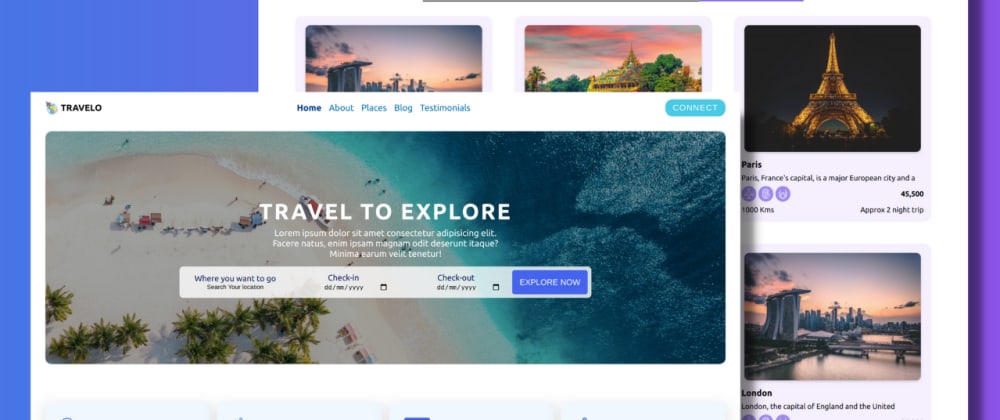 TRAVELO
Home About Places Blog Testimonials
CONNECT
TRAVEL TO EXPLORE
Lorem ipsum dolor sit amet consectetur adipisicing elit.
Facere natus, enim ipsam magnam odit deserunt itaque?
Minima earum velit tenetur!
Where you want to go
Search Your location
Check-in
dd/mm/yyyy
Check-out
dd/mm/yyyy
EXPLORE NOW
Paris
Paris, France's capital, is a major European city and a
45,500
1000 Kms
Approx 2 night trip
London
London, the capital of England and the United